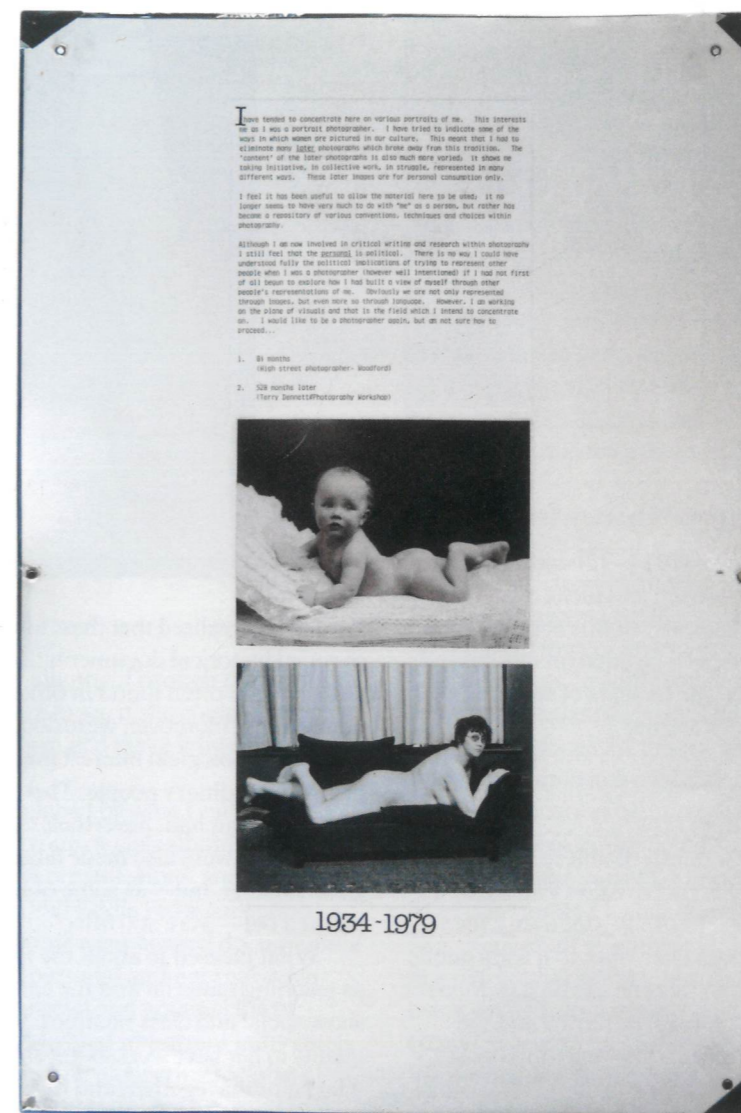 I have tended to concentrate here on various portraits of me. This interests
me as I was a portrait photographer. I have tried to indicate some of the
ways in which women are pictured in our culture. This meant that I had to
eliminate many later photographs which broke away from this tradition. The
"content" of the later photographs is also much more varied: it shows me
taking initiative, in collective work, in struggle, represented in many
different ways. These later images are for personal consumption only.
I feel it has been useful to allow the material here to be used; it no
longer seems to have very much to do with "me" as a person, but rather has
become a repository of various conventions, techniques and choices within
photography.
Although I am now involved in critical writing and research within photography
I still feel that the personal is political. There is no way I could have
understood fully the political implications of trying to represent other
people when I was a photographer (however well intentioned) if I had not first
of all begun to explore how I had built a view of myself through other
people's representations of me. Obviously we are not only represented
through images, but even more so through language. However, I am working
on the plane of visuals and that is the field which I intend to concentrate
on. I would like to be a photographer again, but am not sure how to
proceed...
1. months
(High street photographer- Woodford)
2. 528 months later
(Terry Dennett/Photography Workshop)
1934-1979